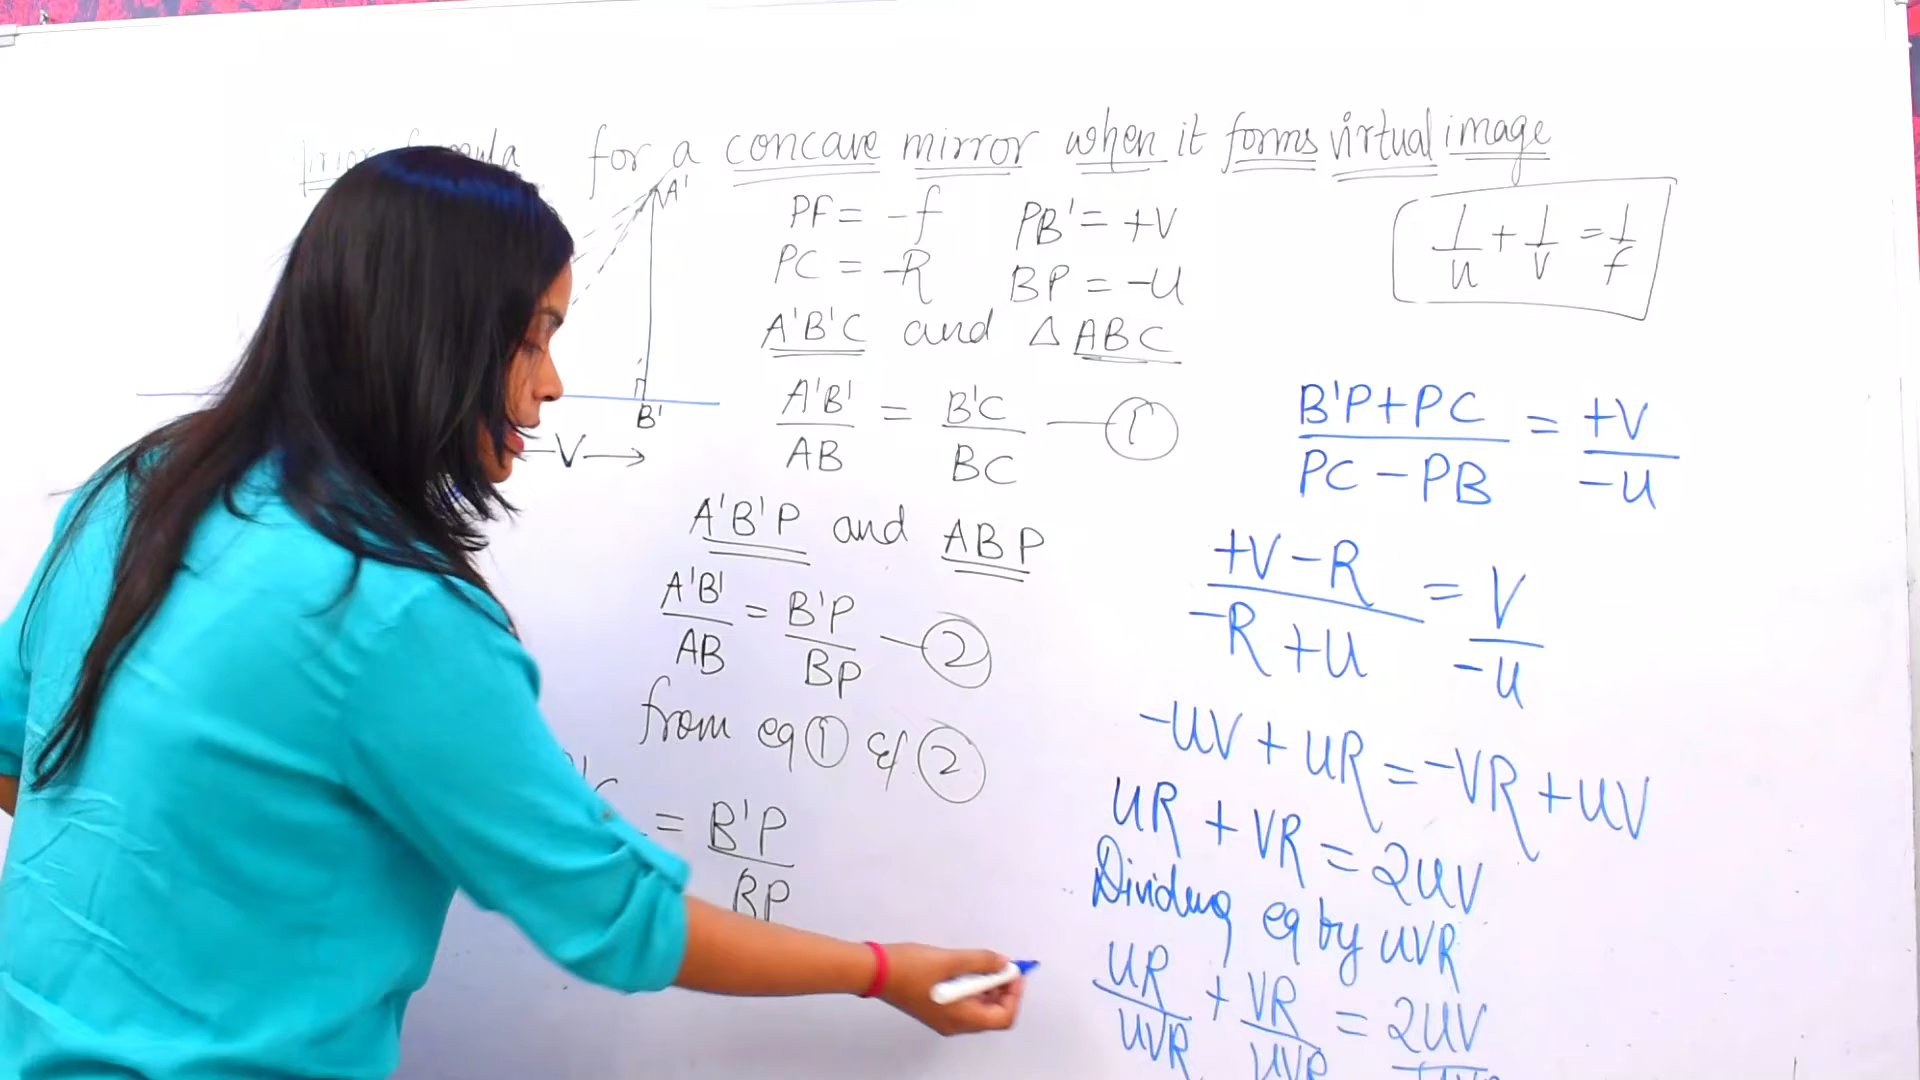 for a concave mirror when it forms virtual image
A'
PF = -f PB' = +V
PC = -R BP = -U
1/u + 1/v = 1/f
A'B'C and △ABC
A'B'/AB = B'C/BC — ①
B'
V
A'B'P and ABP
A'B'/AB = B'P/BP — ②
from eq ① & ②
= B'P/BP
B'P+PC/PC-PB = +V/-U
+V-R/-R+U = V/-U
-UV + UR = -VR + UV
UR + VR = 2UV
Dividing eq by UVR
UR/UVR + VR/UVR = 2UV